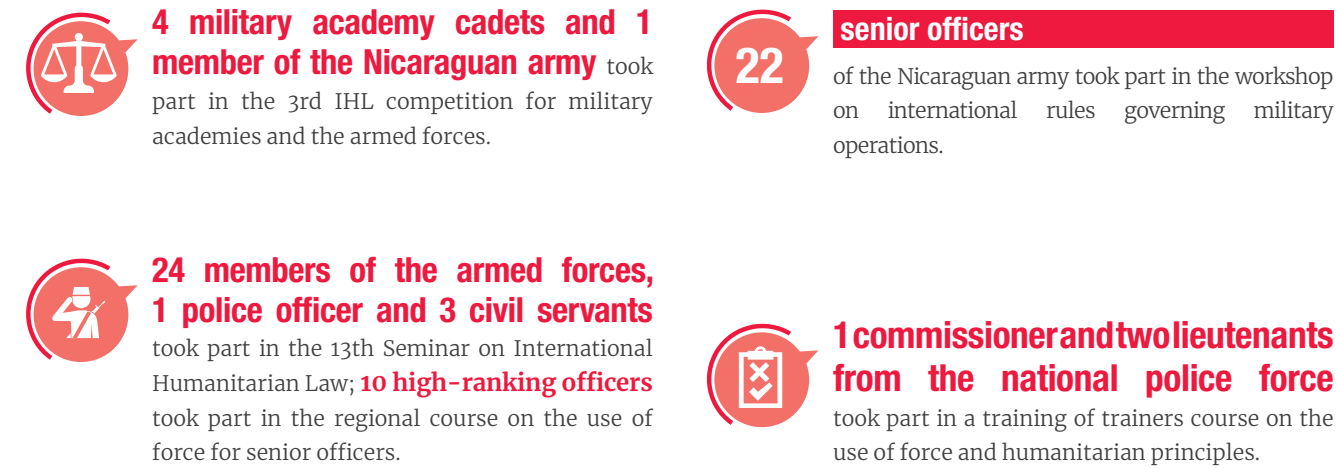 4 military academy cadets and 1
member of the Nicaraguan army took
part in the 3rd IHL competition for military
academies and the armed forces.
22
senior officers
of the Nicaraguan army took part in the workshop
on international rules governing military
operations.
24 members of the armed forces,
1 police officer and 3 civil servants
took part in the 13th Seminar on International
Humanitarian Law; 10 high-ranking officers
took part in the regional course on the use of
force for senior officers.
1 commissioner and two lieutenants
from the national police force
took part in a training of trainers course on the
use of force and humanitarian principles.